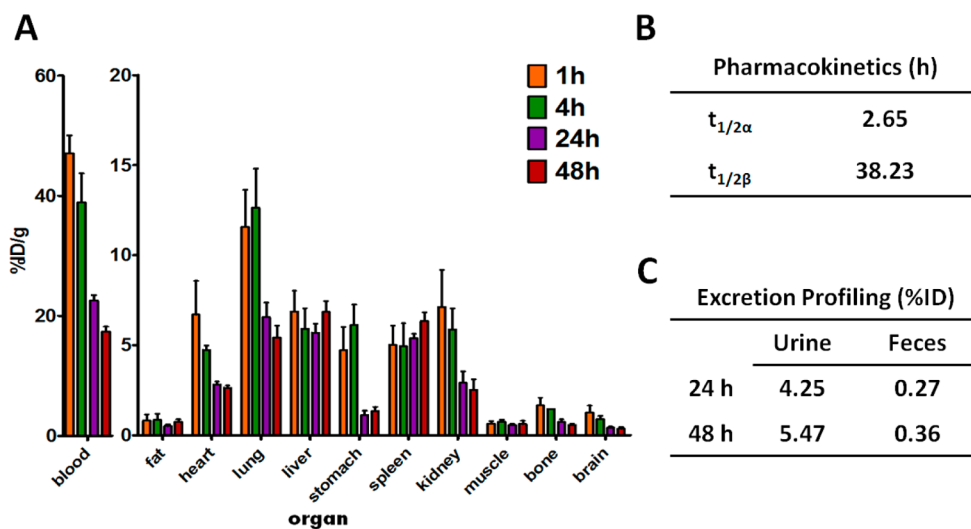 A
60
40
20
0
%ID/g
blood
20
15
10
5
0
1h
4h
24h
48h
fat
heart
lung
liver
stomach
spleen
kidney
muscle
bone
brain
organ
B
Pharmacokinetics (h)
t1/2α 2.65
t1/2β 38.23
C
Excretion Profiling (%ID)
Urine Feces
24 h 4.25 0.27
48 h 5.47 0.36